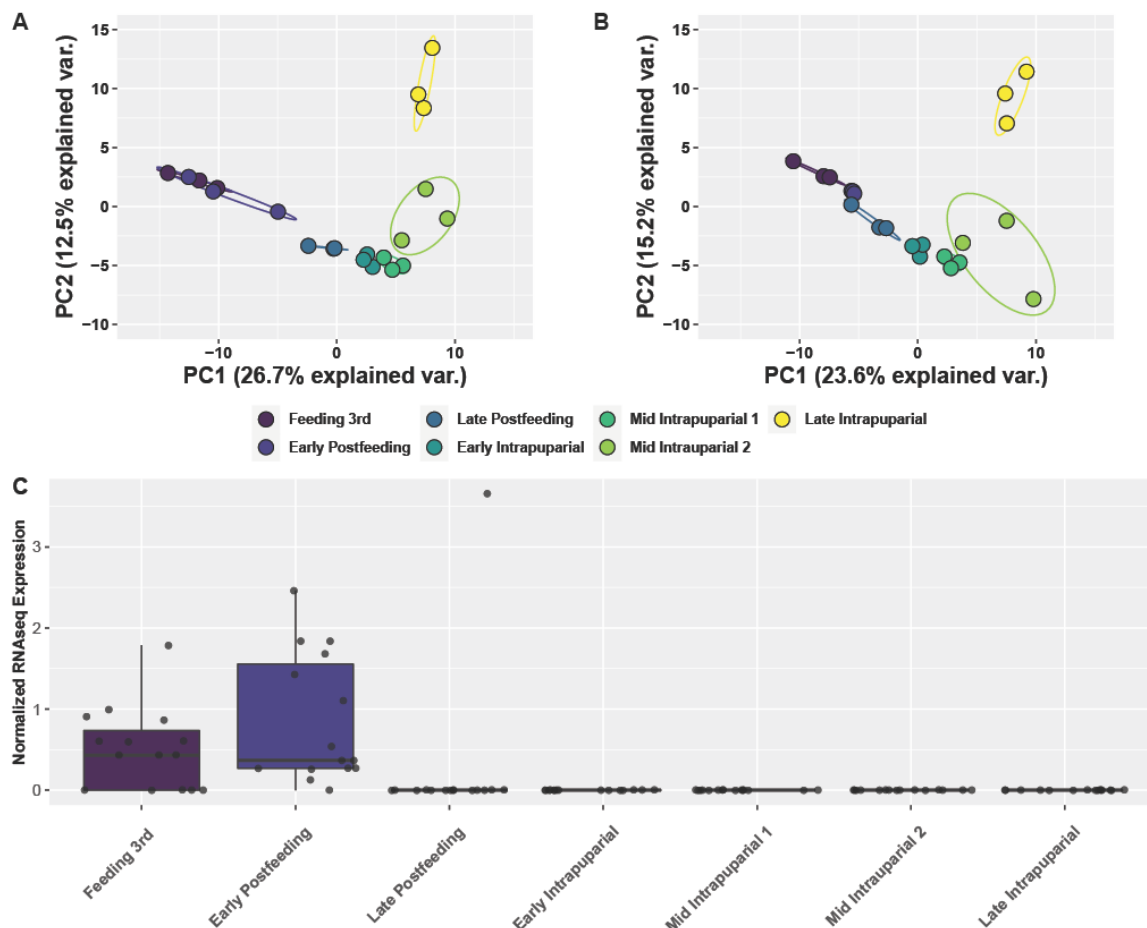 A
B
15
10
5
0
−5
−10
PC2 (12.5% explained var.)
−10
0
10
PC1 (26.7% explained var.)
15
10
5
0
−5
−10
PC2 (15.2% explained var.)
−10
0
10
PC1 (23.6% explained var.)
Feeding 3rd
Late Postfeeding
Mid Intrapuparial 1
Late Intrapuparial
Early Postfeeding
Early Intrapuparial
Mid Intrauparial 2
C
3
2
1
0
Normalized RNAseq Expression
Feeding 3rd
Early Postfeeding
Late Postfeeding
Early Intrapuparial
Mid Intrapuparial 1
Mid Intrauparial 2
Late Intrapuparial